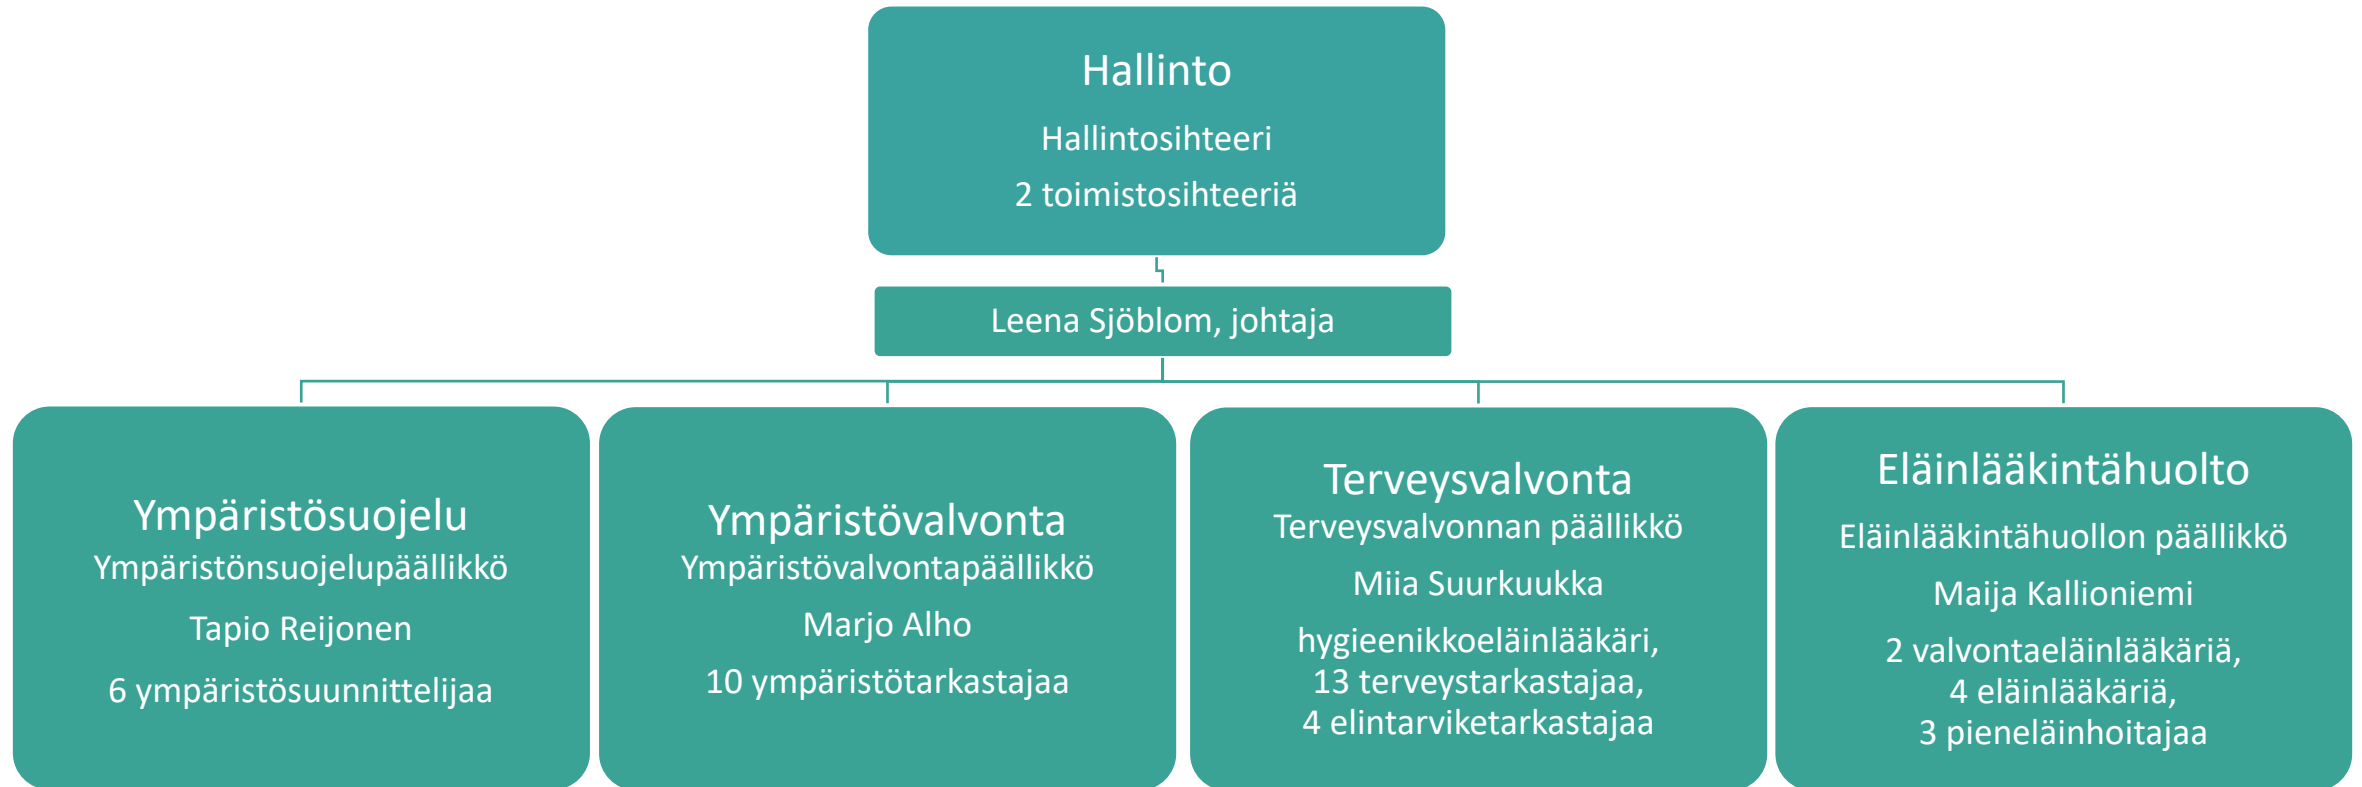 Hallinto
Hallintosihteeri
2 toimistosihteeriä
Leena Sjöblom, johtaja
Ympäristösuojelu
Ympäristönsuojelupäällikkö
Tapio Reijonen
6 ympäristösuunnittelijaa
Ympäristövalvonta
Ympäristövalvontapäällikkö
Marjo Alho
10 ympäristötarkastajaa
Terveysvalvonta
Terveysvalvonnan päällikkö
Miia Suurkuukka
hygieenikkoeläinlääkäri,
13 terveystarkastajaa,
4 elintarviketarkastajaa
Eläinlääkintähuolto
Eläinlääkintähuollon päällikkö
Maija Kallioniemi
2 valvontaeläinlääkäriä,
4 eläinlääkäriä,
3 pieneläinhoitajaa